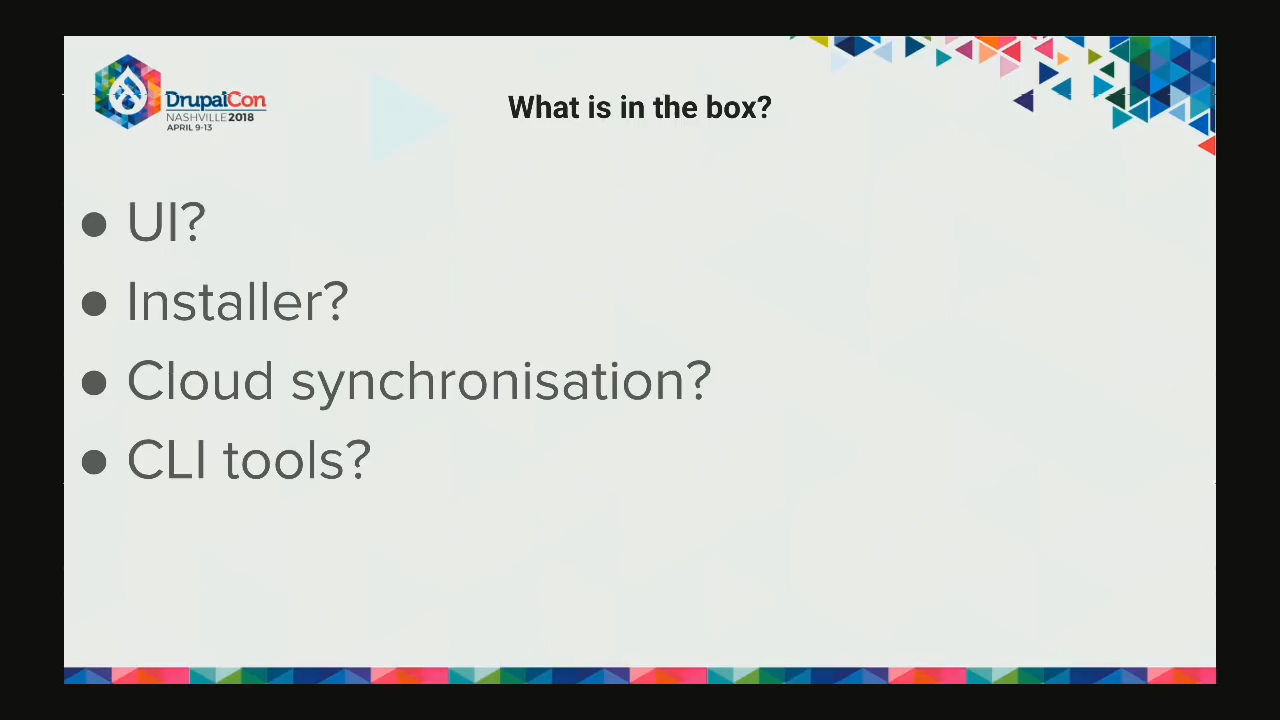 DrupalCon
NASHVILLE 2018
APRIL 9-13
What is in the box?
● UI?
● Installer?
● Cloud synchronisation?
● CLI tools?